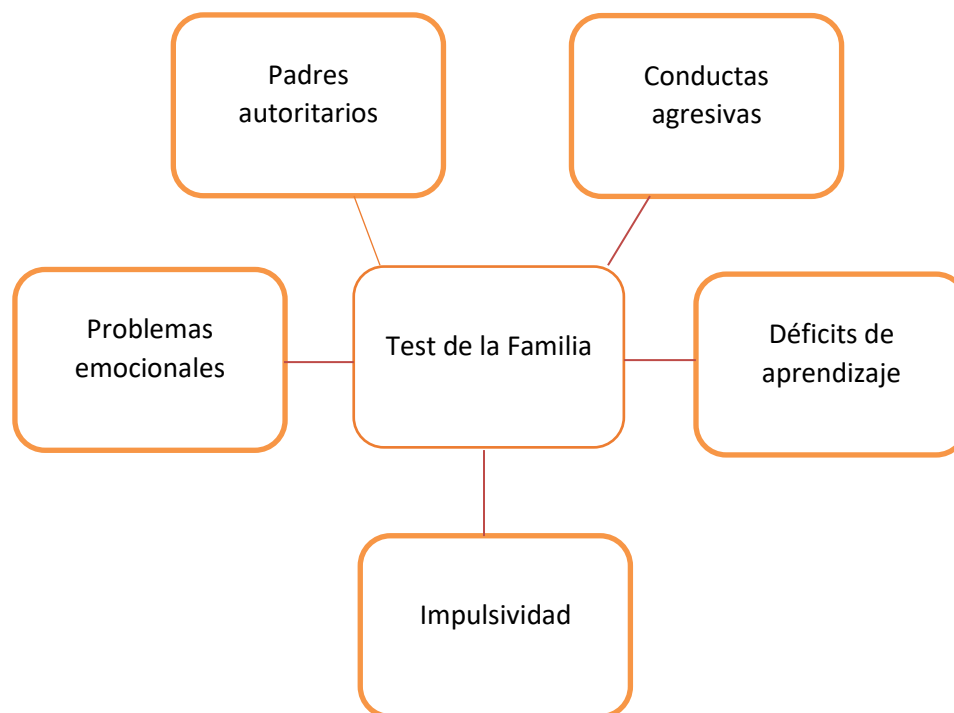 Padres
autoritarios
Conductas
agresivas
Problemas
emocionales
Test de la Familia
Déficits de
aprendizaje
Impulsividad